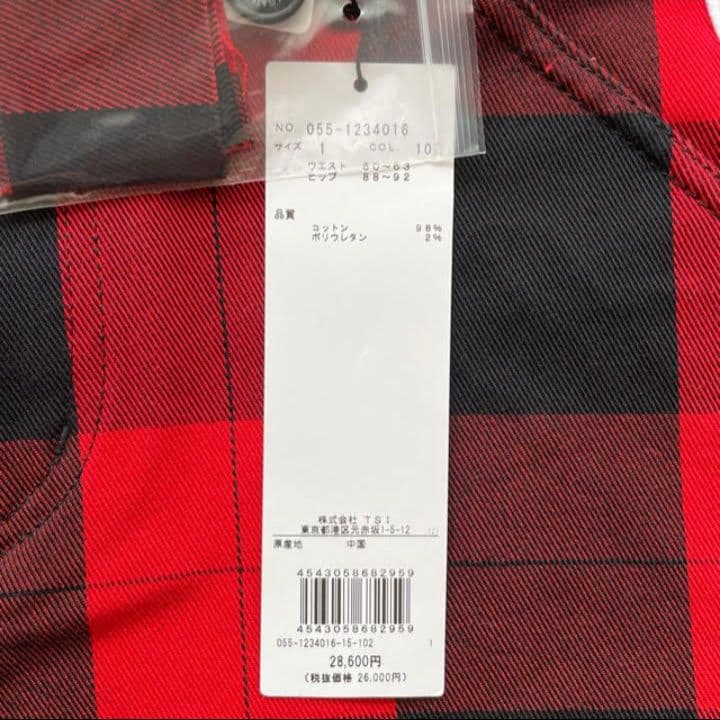 NO. 055-1234016
サイズ 1 COL 10
ウエスト 60~63
ヒップ 88~92
品質
コットン 98%
ポリウレタン 2%
株式会社 TSI
東京都港区元赤坂1-5-12
原産地 中国
4543058682959
4543058682959
055-1234016-15-102 1
28,600円
(税抜価格 26,000円)